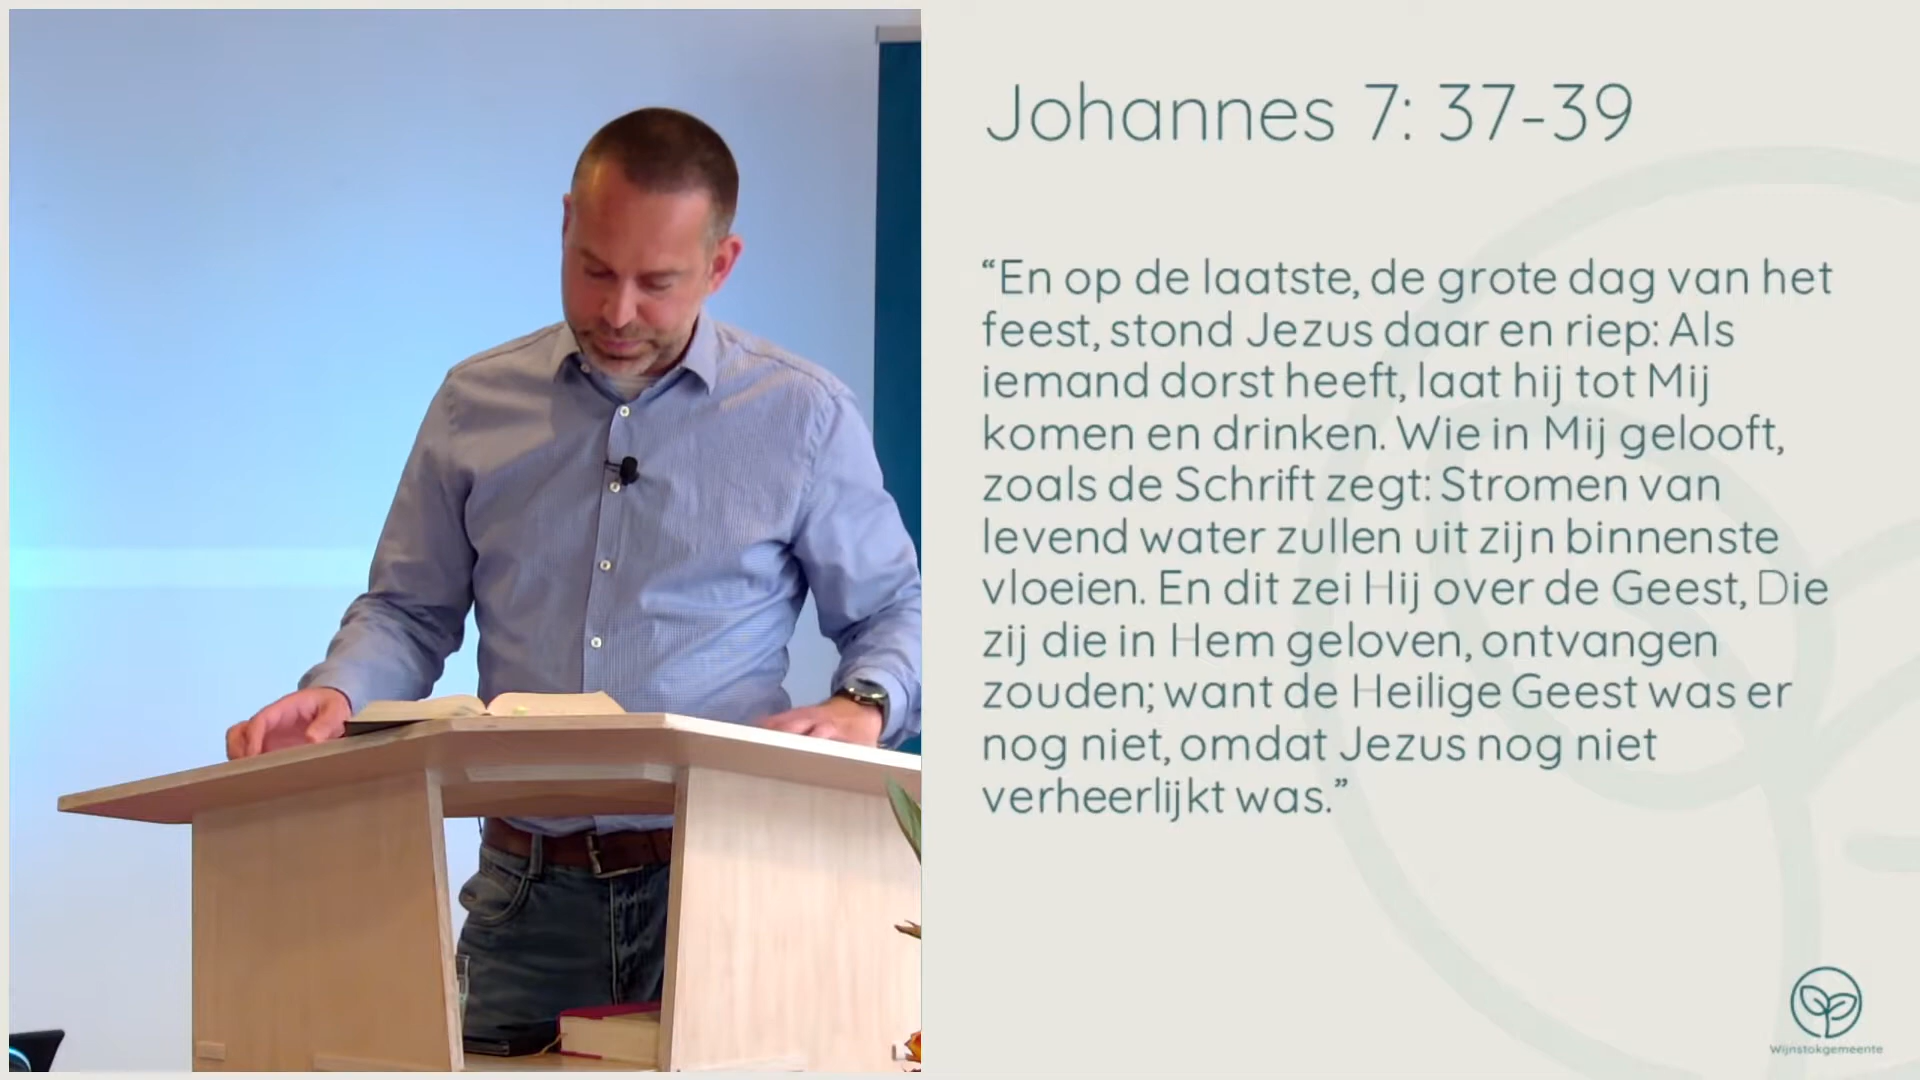 Johannes 7: 37-39
“En op de laatste, de grote dag van het
feest, stond Jezus daar en riep: Als
iemand dorst heeft, laat hij tot Mij
komen en drinken. Wie in Mij gelooft,
zoals de Schrift zegt: Stromen van
levend water zullen uit zijn binnenste
vloeien. En dit zei Hij over de Geest, Die
zij die in Hem geloven, ontvangen
zouden; want de Heilige Geest was er
nog niet, omdat Jezus nog niet
verheerlijkt was.”
Wijnstokgemeente